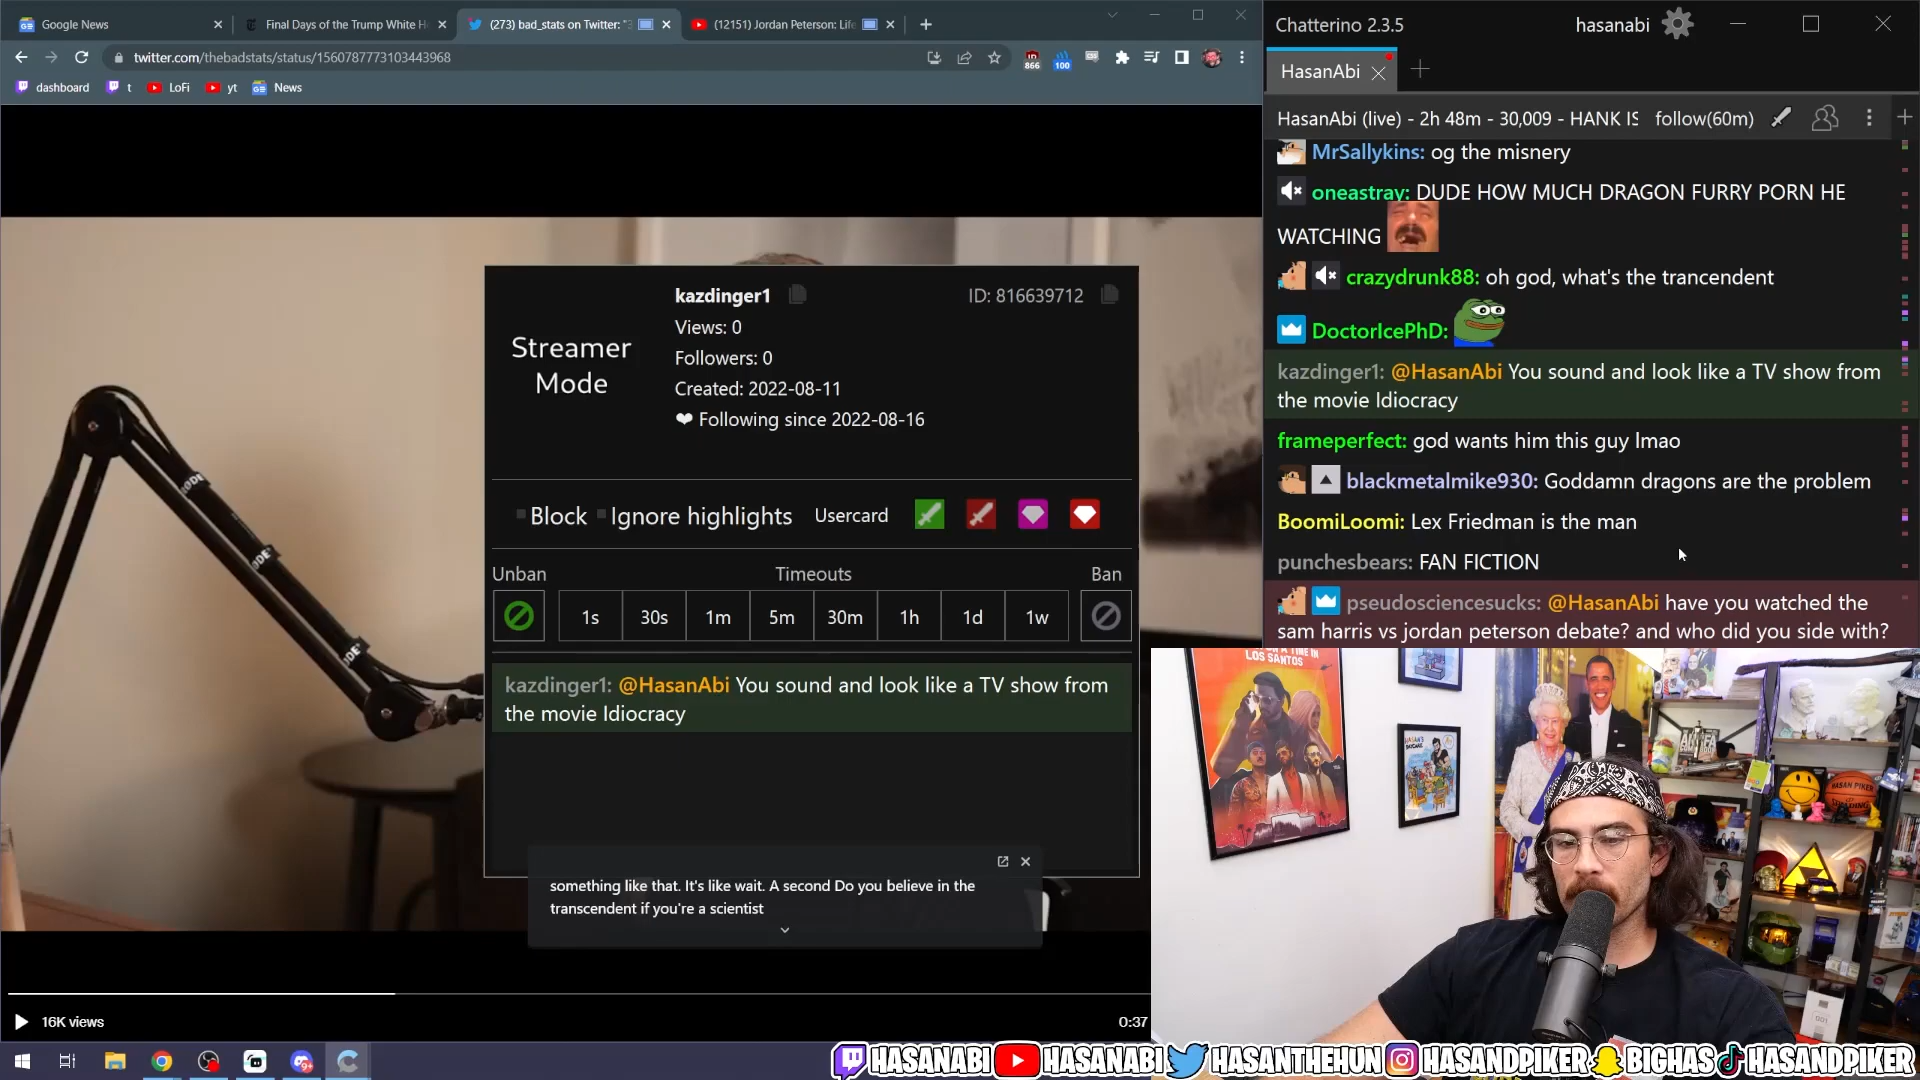 Google News
Final Days of the Trump White H
(273) bad_stats on Twitter: "
(12151) Jordan Peterson: Life
twitter.com/thebadstats/status/1560787773103443968
866
100
dashboard
t
LoFi
yt
News
Chatterino 2.3.5
hasanabi
HasanAbi
HasanAbi (live) - 2h 48m - 30,009 - HANK IS
follow(60m)
MrSallykins: og the misnery
oneastray: DUDE HOW MUCH DRAGON FURRY PORN HE
WATCHING
crazydrunk88: oh god, what's the trancendent
DoctorIcePhD:
kazdinger1: @HasanAbi You sound and look like a TV show from
the movie Idiocracy
frameperfect: god wants him this guy lmao
blackmetalmike930: Goddamn dragons are the problem
BoomiLoomi: Lex Friedman is the man
punchesbears: FAN FICTION
pseudosciencesucks: @HasanAbi have you watched the
sam harris vs jordan peterson debate? and who did you side with?
Streamer
Mode
kazdinger1
ID: 816639712
Views: 0
Followers: 0
Created: 2022-08-11
❤ Following since 2022-08-16
Block
Ignore highlights
Usercard
Unban
Timeouts
Ban
1s
30s
1m
5m
30m
1h
1d
1w
kazdinger1: @HasanAbi You sound and look like a TV show from
the movie Idiocracy
something like that. It's like wait. A second Do you believe in the
transcendent if you're a scientist
16K views
0:37
LOS SANTOS
HASANABI
HASANABI
HASANTHEHUN
HASANDPIKER
BIGHAS
HASANDPIKER